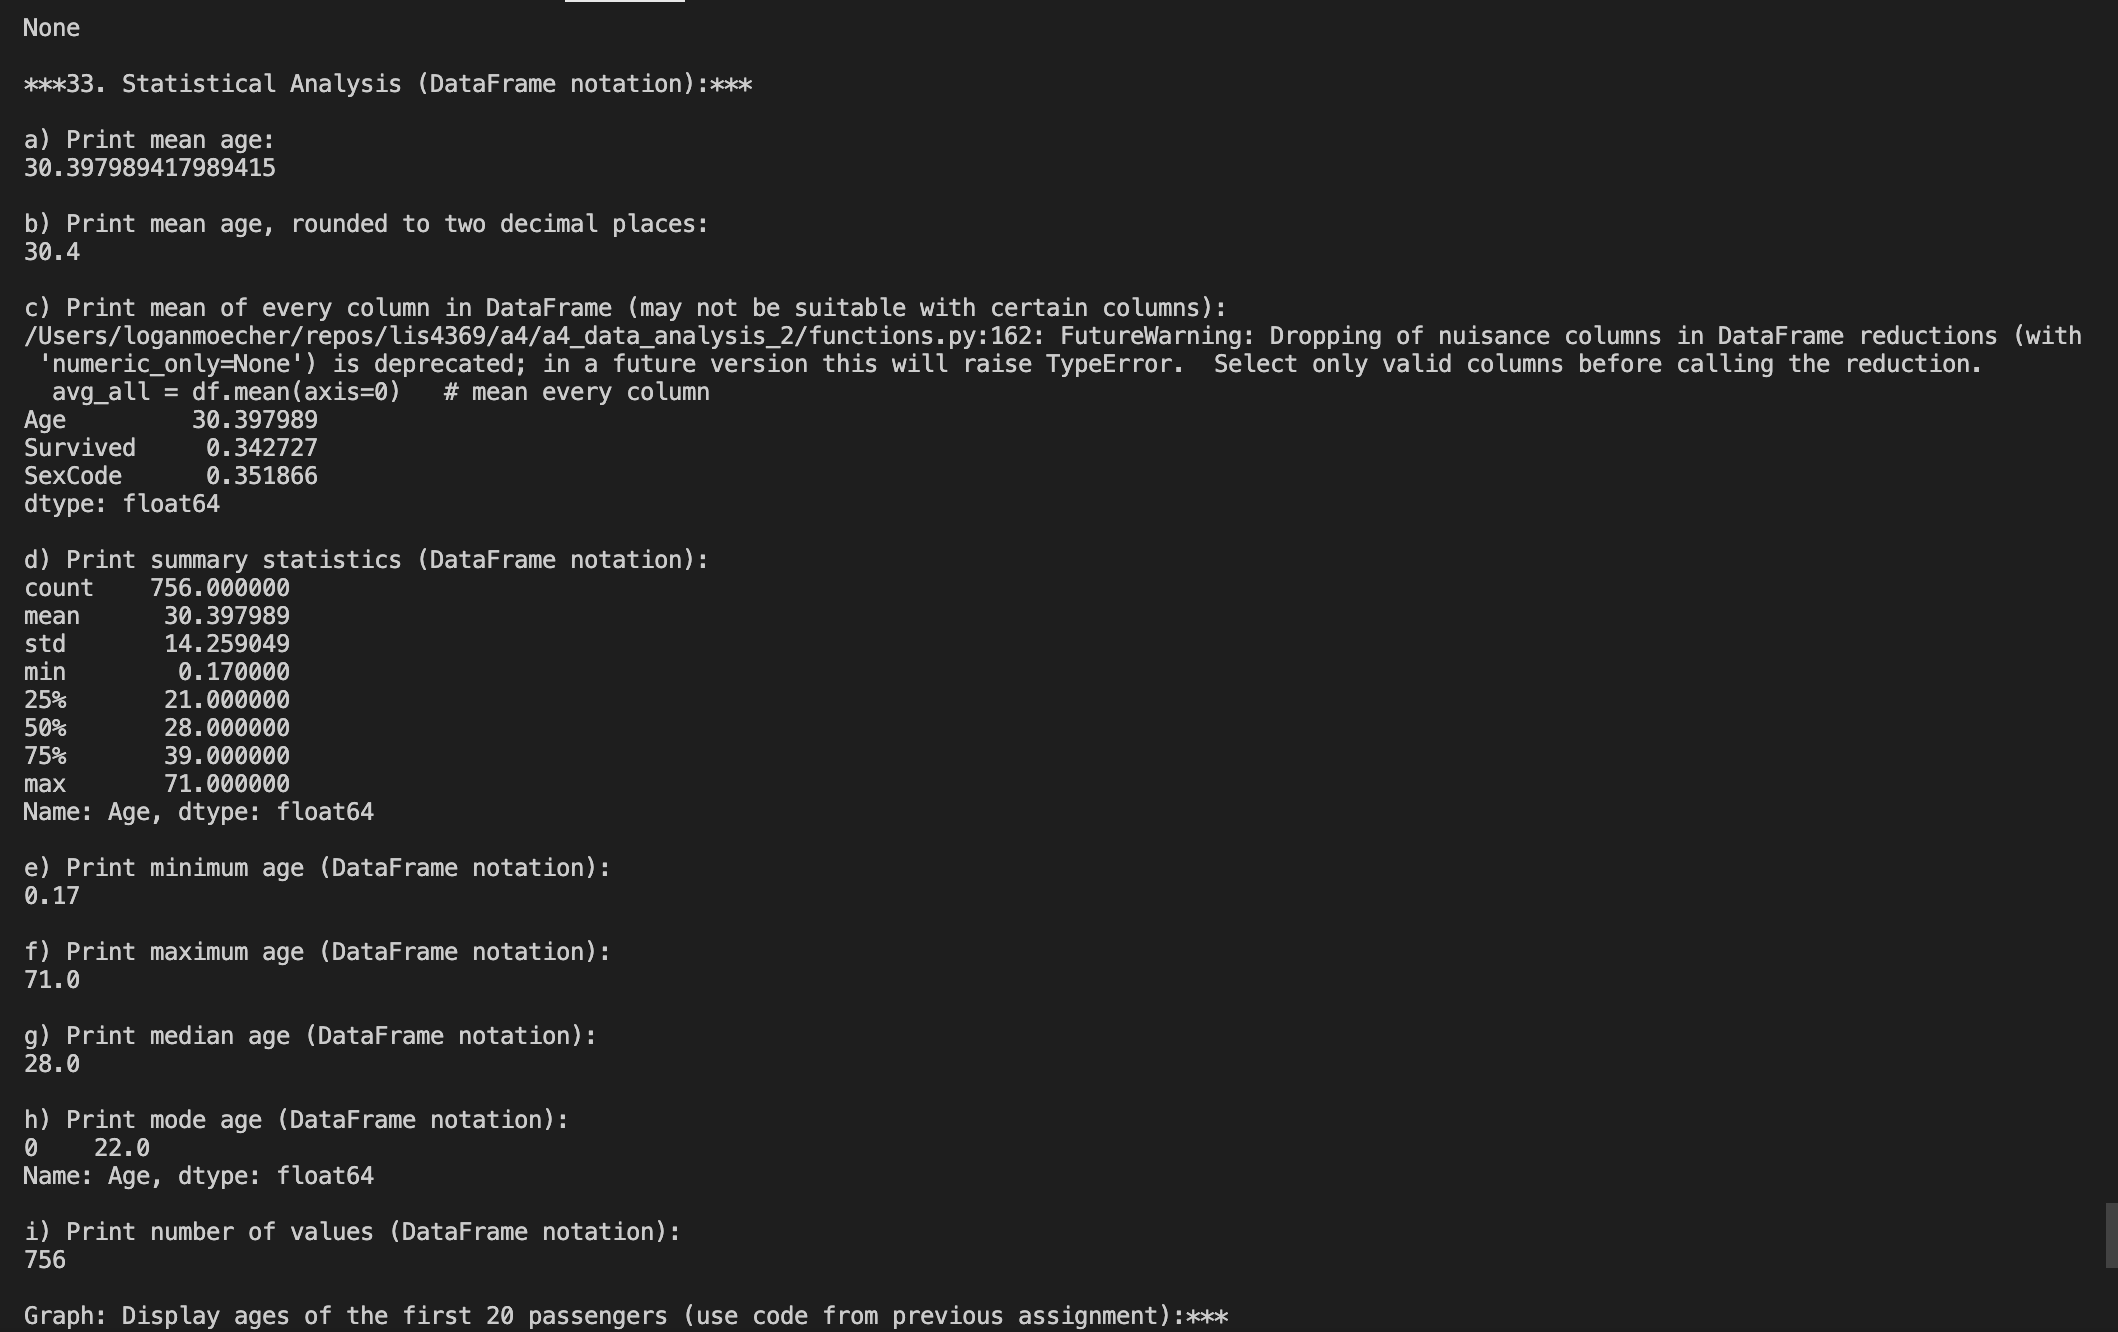 None
***33. Statistical Analysis (DataFrame notation):***
a) Print mean age:
30.397989417989415
b) Print mean age, rounded to two decimal places:
30.4
c) Print mean of every column in DataFrame (may not be suitable with certain columns):
/Users/loganmoecher/repos/lis4369/a4/a4_data_analysis_2/functions.py:162: FutureWarning: Dropping of nuisance columns in DataFrame reductions (with
 'numeric_only=None') is deprecated; in a future version this will raise TypeError.  Select only valid columns before calling the reduction.
  avg_all = df.mean(axis=0)   # mean every column
Age         30.397989
Survived     0.342727
SexCode      0.351866
dtype: float64
d) Print summary statistics (DataFrame notation):
count    756.000000
mean      30.397989
std       14.259049
min        0.170000
25%       21.000000
50%       28.000000
75%       39.000000
max       71.000000
Name: Age, dtype: float64
e) Print minimum age (DataFrame notation):
0.17
f) Print maximum age (DataFrame notation):
71.0
g) Print median age (DataFrame notation):
28.0
h) Print mode age (DataFrame notation):
0    22.0
Name: Age, dtype: float64
i) Print number of values (DataFrame notation):
756
Graph: Display ages of the first 20 passengers (use code from previous assignment):***